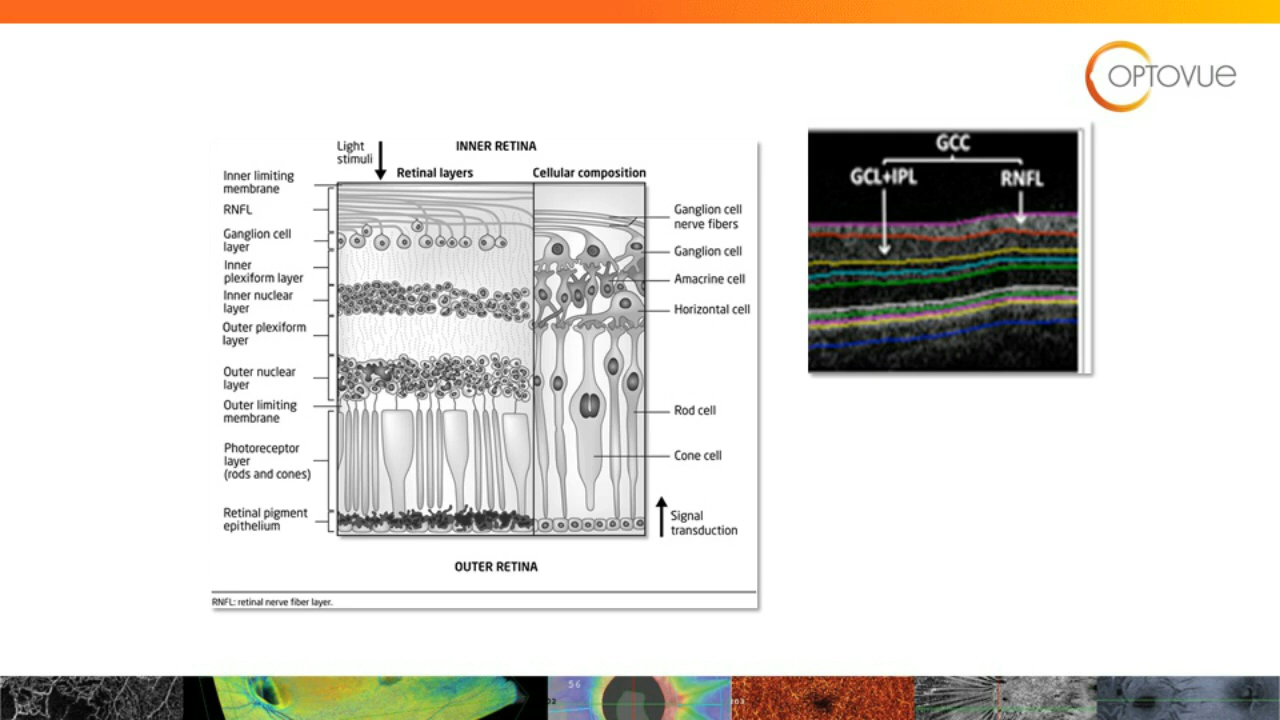 OPTOVUE
Light
stimuli
INNER RETINA
Retinal layers
Cellular composition
Inner limiting
membrane
RNFL
Ganglion cell
layer
Inner
plexiform layer
Inner nuclear
layer
Outer plexiform
layer
Outer nuclear
layer
Outer limiting
membrane
Photoreceptor
layer
(rods and cones)
Retinal pigment
epithelium
Ganglion cell
nerve fibers
Ganglion cell
Amacrine cell
Horizontal cell
Rod cell
Cone cell
Signal
transduction
OUTER RETINA
RNFL: retinal nerve fiber layer.
GCC
GCL+IPL
RNFL
56